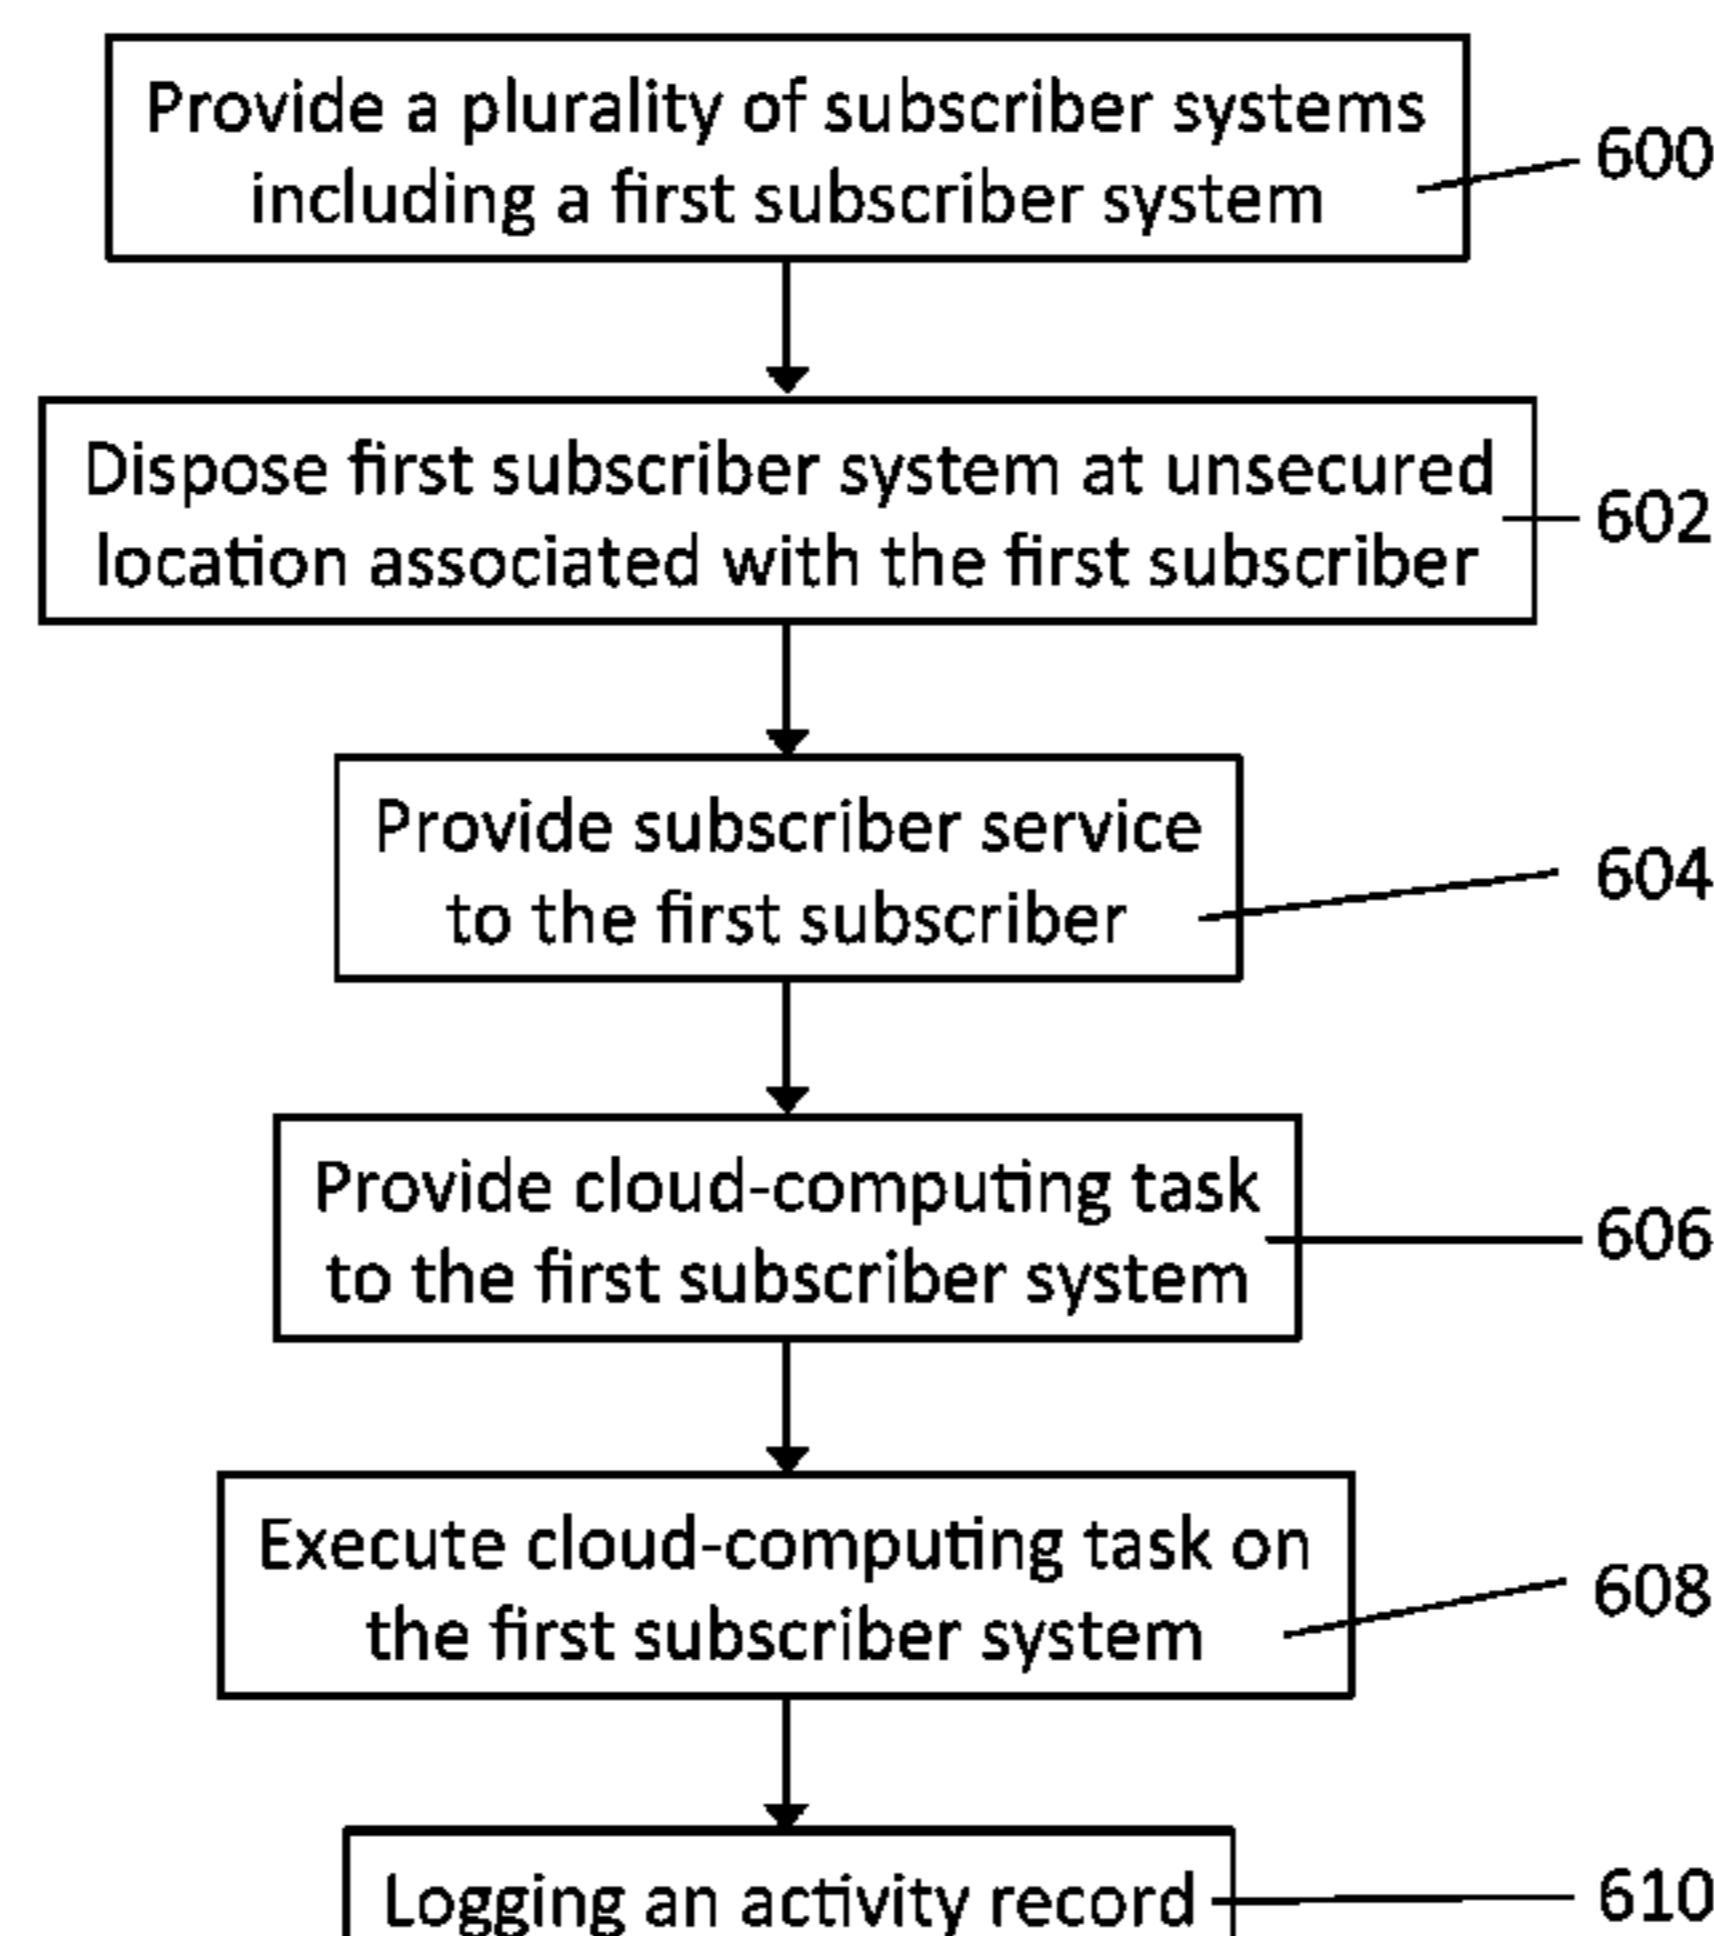 Provide a plurality of subscriber systems
including a first subscriber system
600
Dispose first subscriber system at unsecured
location associated with the first subscriber
602
Provide subscriber service
to the first subscriber
604
Provide cloud-computing task
to the first subscriber system
606
Execute cloud-computing task on
the first subscriber system
608
Logging an activity record
610